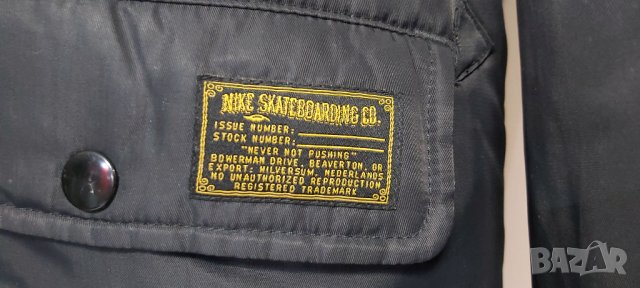 NIKE SKATEBOARDING CO.
ISSUE NUMBER:
STOCK NUMBER:
"NEVER NOT PUSHING"
BOWERMAN DRIVE, BEAVERTON, OR
EXPORT: HILVERSUM, NEDERLANDS
NO UNAUTHORIZED REPRODUCTION
REGISTERED TRADEMARK
BAZAR